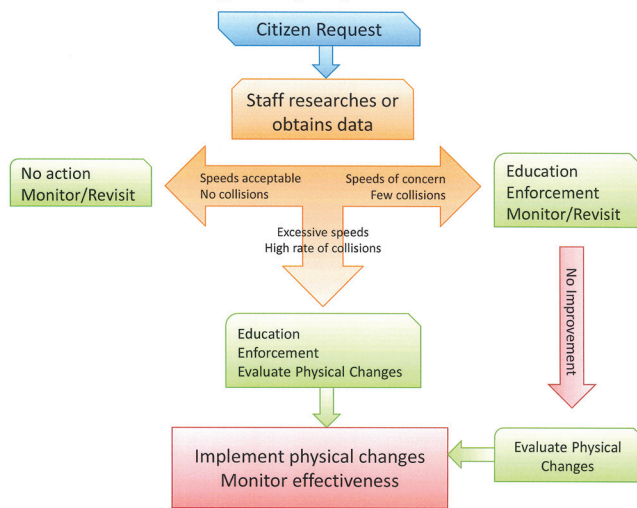 Citizen Request
Staff researches or
obtains data
No action
Monitor/Revisit
Speeds acceptable
No collisions
Speeds of concern
Few collisions
Education
Enforcement
Monitor/Revisit
Excessive speeds
High rate of collisions
No Improvement
Education
Enforcement
Evaluate Physical Changes
Implement physical changes
Monitor effectiveness
Evaluate Physical
Changes